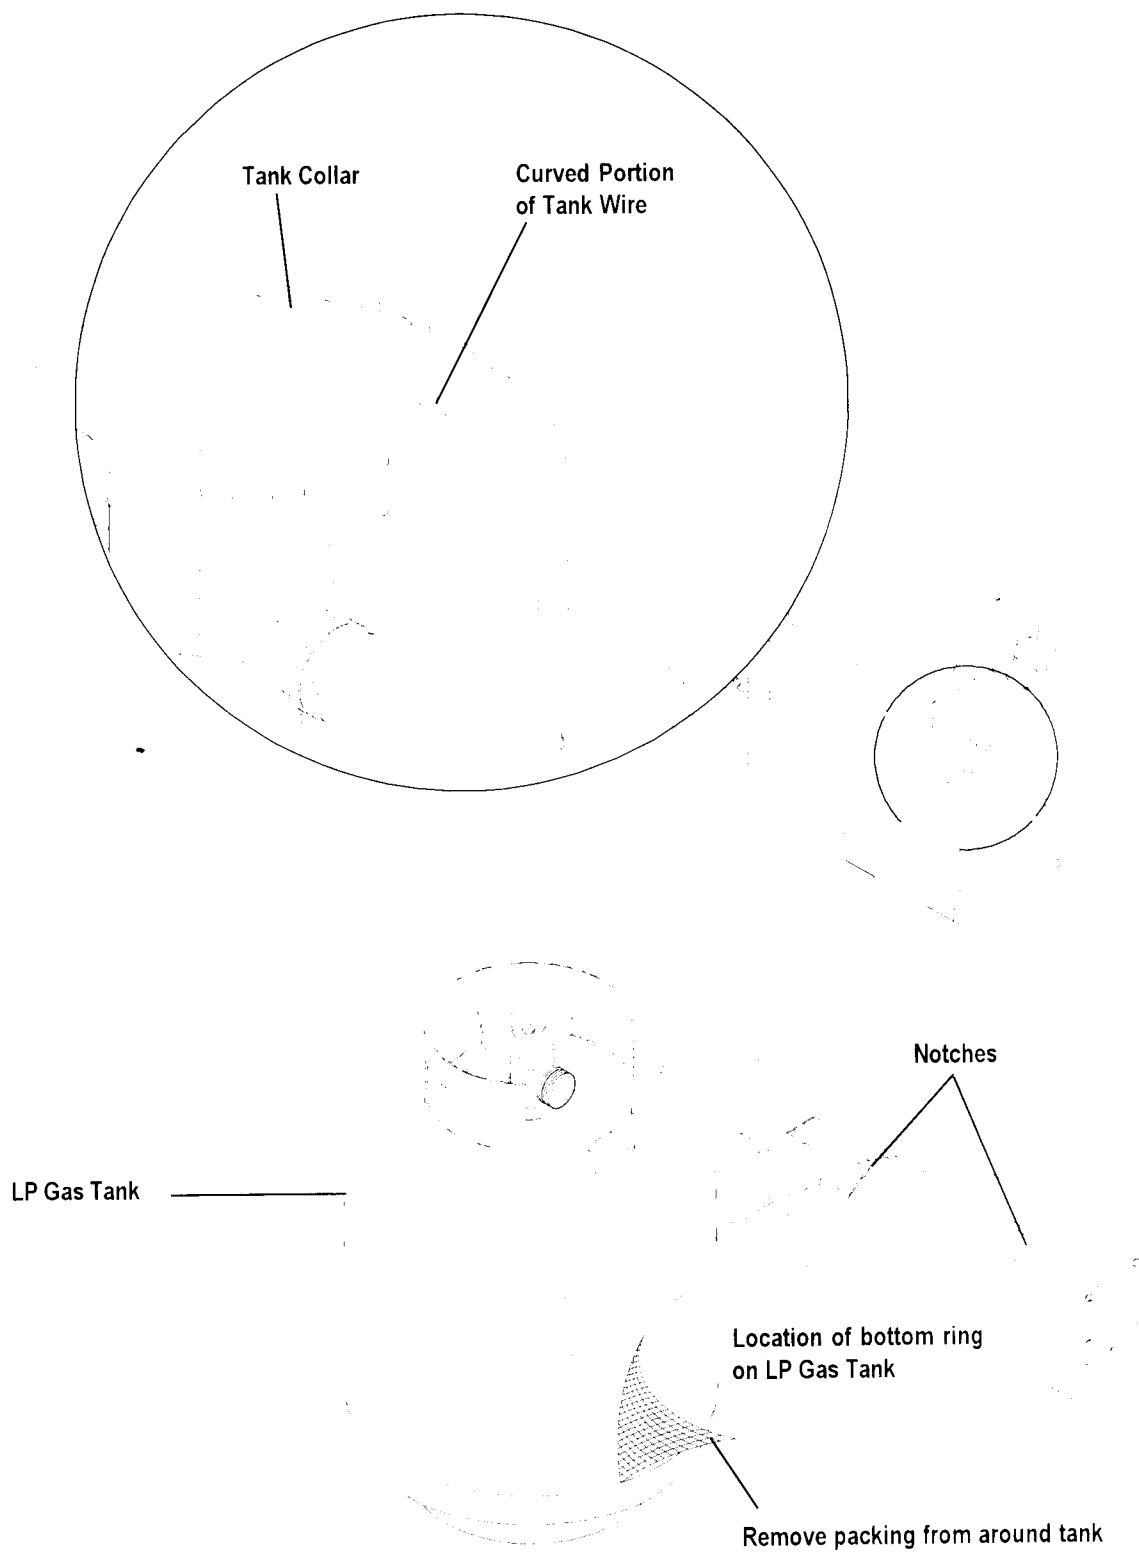 Tank Collar
Curved Portion
of Tank Wire
Notches
LP Gas Tank
Location of bottom ring
on LP Gas Tank
Remove packing from around tank